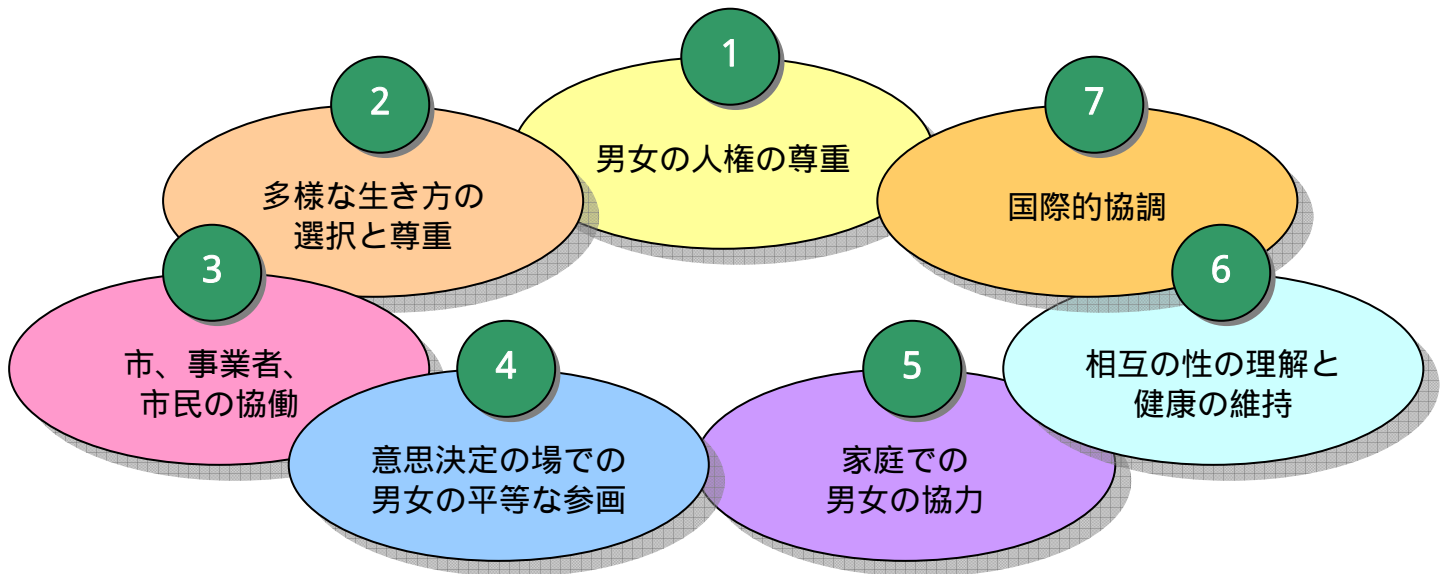 1
男女の人権の尊重
2
多様な生き方の
選択と尊重
3
市、事業者、
市民の協働
4
意思決定の場での
男女の平等な参画
5
家庭での
男女の協力
6
相互の性の理解と
健康の維持
7
国際的協調